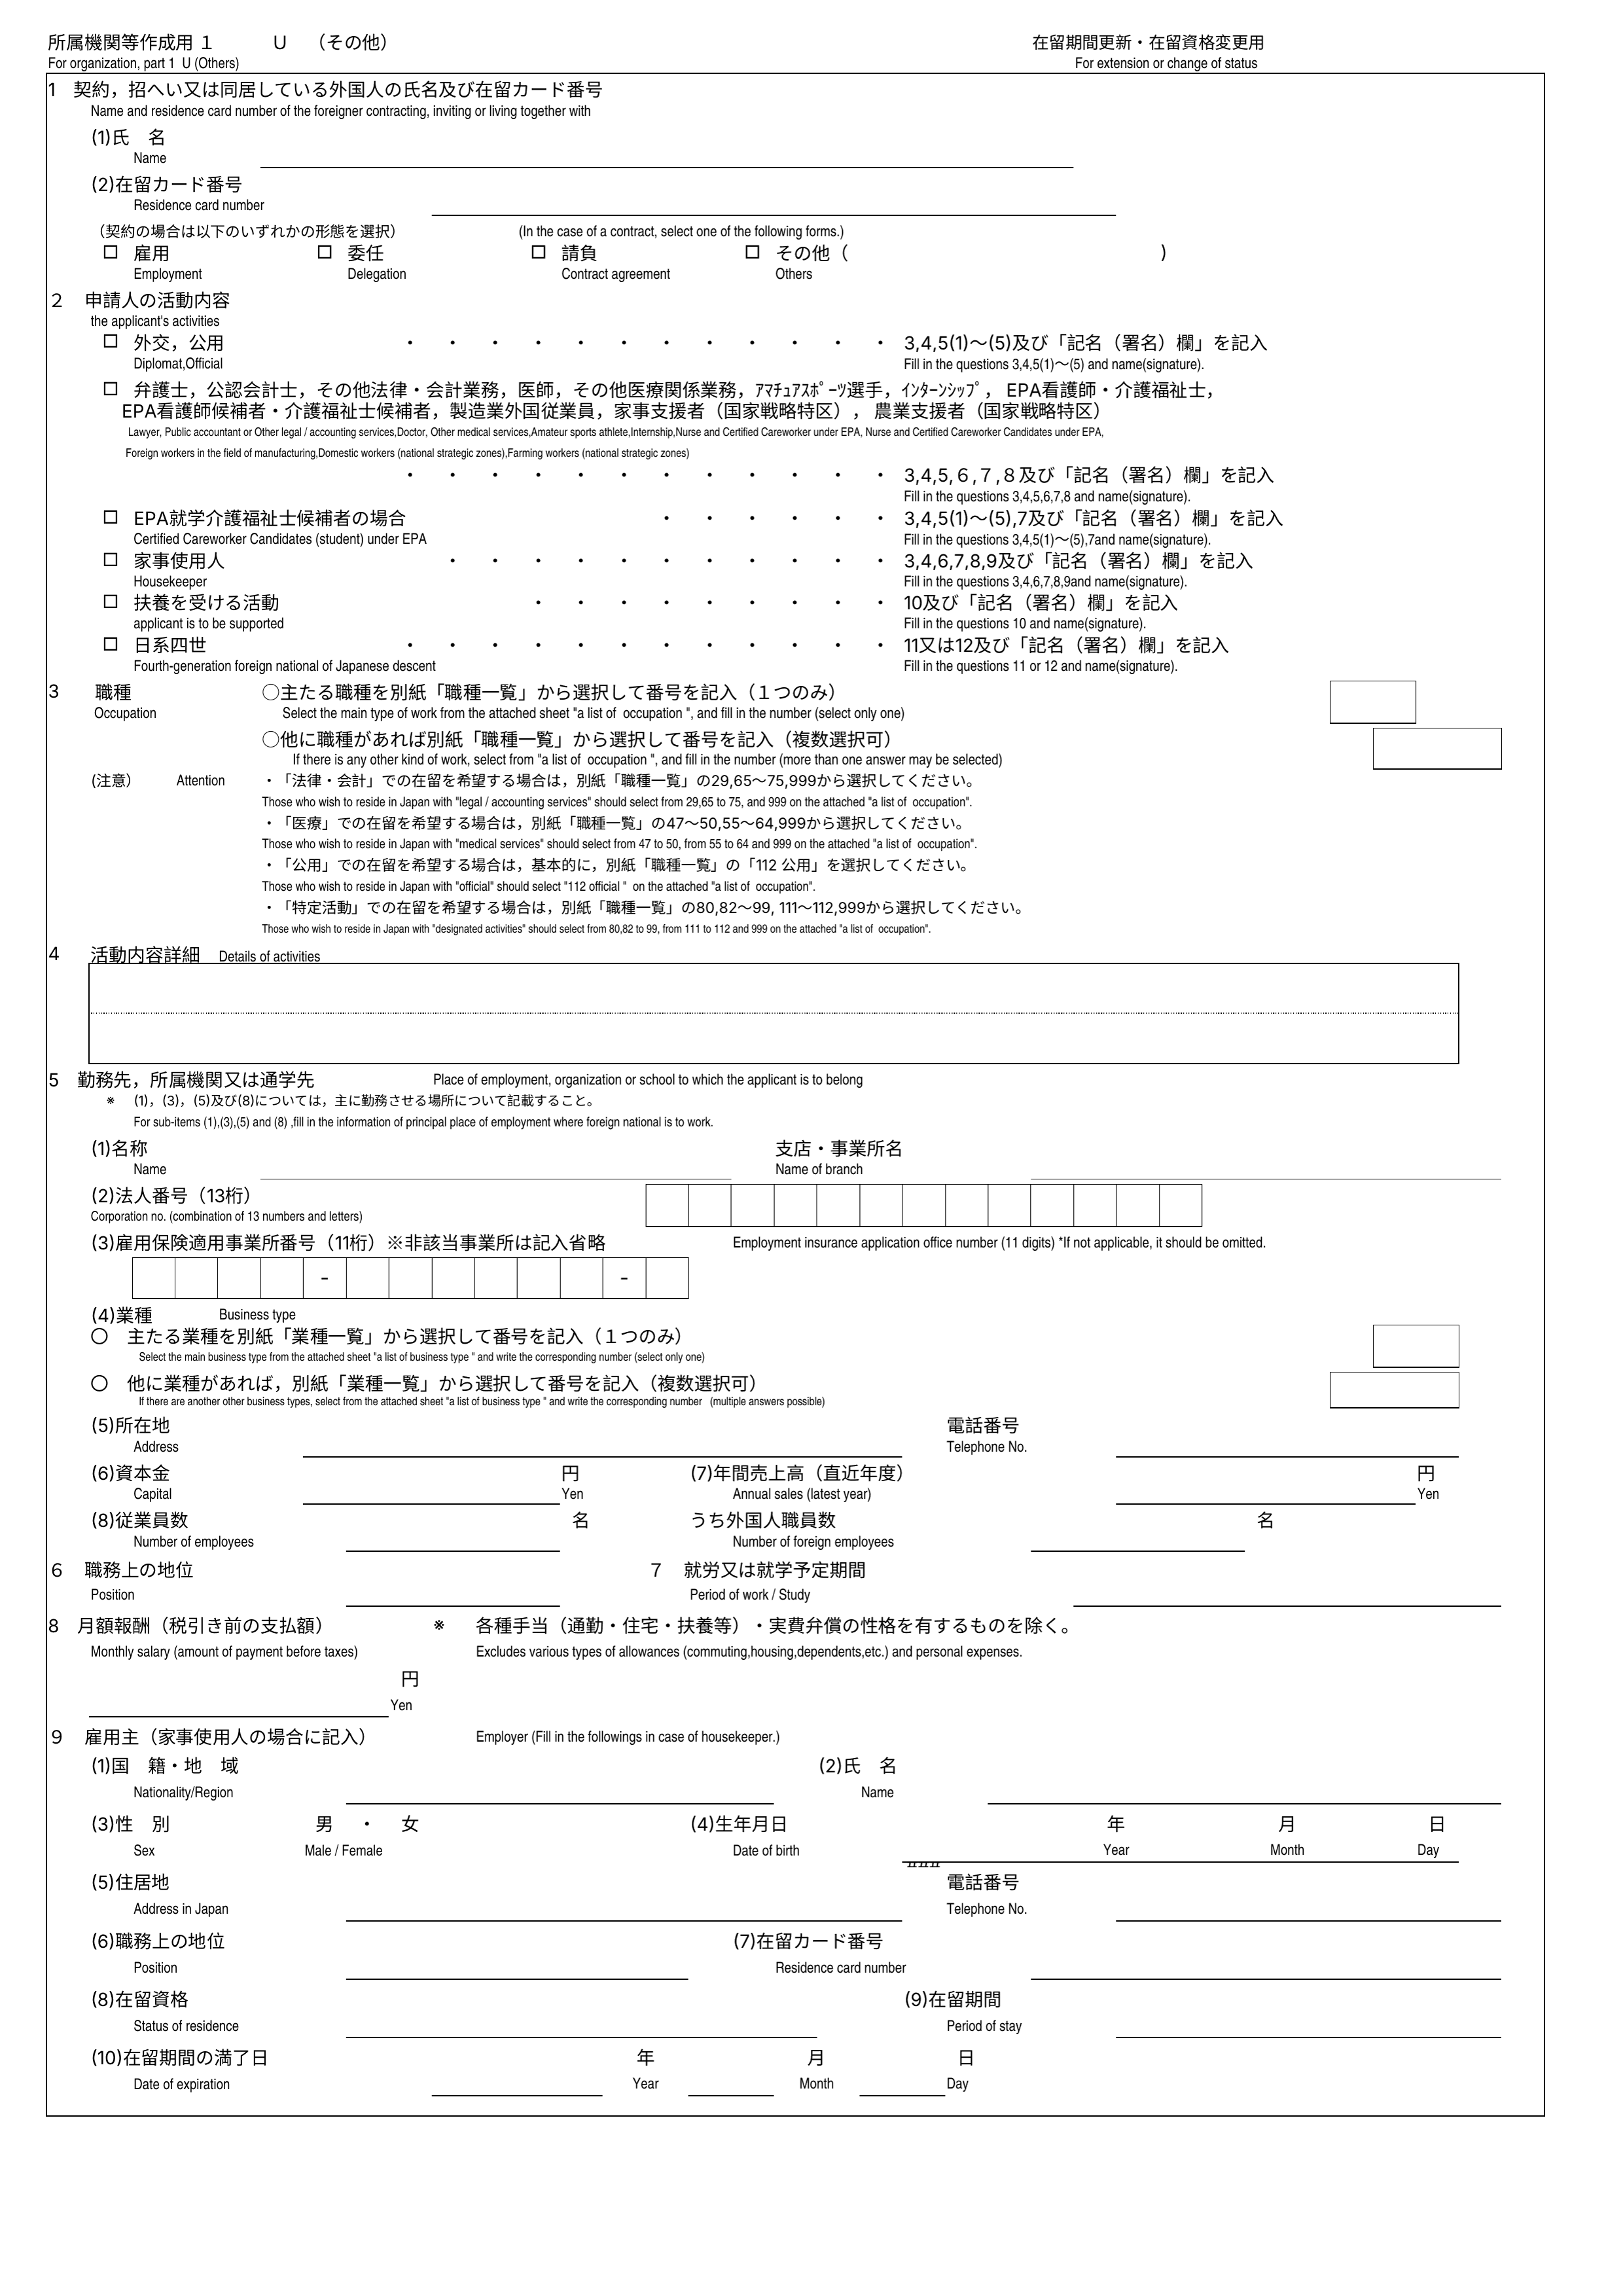 所属機関等作成用 1　　　U　（その他）　　　在留期間更新・在留資格変更用
For organization, part 1 U (Others)　　　For extension or change of status
1　契約，招へい又は同居している外国人の氏名及び在留カード番号
Name and residence card number of the foreigner contracting, inviting or living together with
(1)氏　名
Name
(2)在留カード番号
Residence card number
（契約の場合は以下のいずれかの形態を選択）　　　(In the case of a contract, select one of the following forms.)
□ 雇用　　　□ 委任　　　□ 請負　　　□ その他（　　　）
Employment　　　Delegation　　　Contract agreement　　　Others
2　申請人の活動内容
the applicant's activities
□ 外交，公用　・　・　・　・　・　・　・　・　・　・　・　・　3,4,5(1)～(5)及び「記名（署名）欄」を記入
Diplomat,Official　　　Fill in the questions 3,4,5(1)～(5) and name(signature).
□ 弁護士，公認会計士，その他法律・会計業務，医師，その他医療関係業務，ｱﾏﾁｭｱｽﾎﾟｰﾂ選手，ｲﾝﾀｰﾝｼｯﾌﾟ， EPA看護師・介護福祉士，
EPA看護師候補者・介護福祉士候補者，製造業外国従業員，家事支援者（国家戦略特区），農業支援者（国家戦略特区）
Lawyer, Public accountant or Other legal / accounting services,Doctor, Other medical services,Amateur sports athlete,Internship,Nurse and Certified Careworker under EPA, Nurse and Certified Careworker Candidates under EPA,
Foreign workers in the field of manufacturing,Domestic workers (national strategic zones),Farming workers (national strategic zones)
・　・　・　・　・　・　・　・　・　・　・　・　3,4,5,６,７,８及び「記名（署名）欄」を記入
Fill in the questions 3,4,5,6,7,8 and name(signature).
□ EPA就学介護福祉士候補者の場合　・　・　・　・　・　・　3,4,5(1)～(5),7及び「記名（署名）欄」を記入
Certified Careworker Candidates (student) under EPA　　　Fill in the questions 3,4,5(1)～(5),7and name(signature).
□ 家事使用人　・　・　・　・　・　・　・　・　・　・　・　3,4,6,7,8,9及び「記名（署名）欄」を記入
Housekeeper　　　Fill in the questions 3,4,6,7,8,9and name(signature).
□ 扶養を受ける活動　・　・　・　・　・　・　・　・　・　10及び「記名（署名）欄」を記入
applicant is to be supported　　　Fill in the questions 10 and name(signature).
□ 日系四世　・　・　・　・　・　・　・　・　・　・　・　・　11又は12及び「記名（署名）欄」を記入
Fourth-generation foreign national of Japanese descent　　　Fill in the questions 11 or 12 and name(signature).
3　職種　　　〇主たる職種を別紙「職種一覧」から選択して番号を記入（１つのみ）
Occupation　　　Select the main type of work from the attached sheet "a list of occupation ", and fill in the number (select only one)
〇他に職種があれば別紙「職種一覧」から選択して番号を記入（複数選択可）
If there is any other kind of work, select from "a list of occupation ", and fill in the number (more than one answer may be selected)
(注意)　　Attention　　・「法律・会計」での在留を希望する場合は，別紙「職種一覧」の29,65～75,999から選択してください。
Those who wish to reside in Japan with "legal / accounting services" should select from 29,65 to 75, and 999 on the attached "a list of occupation".
・「医療」での在留を希望する場合は，別紙「職種一覧」の47～50,55～64,999から選択してください。
Those who wish to reside in Japan with "medical services" should select from 47 to 50, from 55 to 64 and 999 on the attached "a list of occupation".
・「公用」での在留を希望する場合は，基本的に，別紙「職種一覧」の「112 公用」を選択してください。
Those who wish to reside in Japan with "official" should select "112 official " on the attached "a list of occupation".
・「特定活動」での在留を希望する場合は，別紙「職種一覧」の80,82～99, 111～112,999から選択してください。
Those who wish to reside in Japan with "designated activities" should select from 80,82 to 99, from 111 to 112 and 999 on the attached "a list of occupation".
4　活動内容詳細　Details of activities
5　勤務先，所属機関又は通学先　　　Place of employment, organization or school to which the applicant is to belong
※　(1)，(3)，(5)及び(8)については，主に勤務させる場所について記載すること。
For sub-items (1),(3),(5) and (8) ,fill in the information of principal place of employment where foreign national is to work.
(1)名称　　　支店・事業所名
Name　　　Name of branch
(2)法人番号（13桁）
Corporation no. (combination of 13 numbers and letters)
(3)雇用保険適用事業所番号（11桁）※非該当事業所は記入省略　　　Employment insurance application office number (11 digits) *If not applicable, it should be omitted.
-　　　-
(4)業種　　　Business type
〇　主たる業種を別紙「業種一覧」から選択して番号を記入（１つのみ）
Select the main business type from the attached sheet "a list of business type " and write the corresponding number (select only one)
〇　他に業種があれば，別紙「業種一覧」から選択して番号を記入（複数選択可）
If there are another other business types, select from the attached sheet "a list of business type " and write the corresponding number (multiple answers possible)
(5)所在地　　　電話番号
Address　　　Telephone No.
(6)資本金　　　円　　　(7)年間売上高（直近年度）　　　円
Capital　　　Yen　　　Annual sales (latest year)　　　Yen
(8)従業員数　　　名　　　うち外国人職員数　　　名
Number of employees　　　Number of foreign employees
6　職務上の地位　　　7　就労又は就学予定期間
Position　　　Period of work / Study
8　月額報酬（税引き前の支払額）　　　※　各種手当（通勤・住宅・扶養等）・実費弁償の性格を有するものを除く。
Monthly salary (amount of payment before taxes)　　　Excludes various types of allowances (commuting,housing,dependents,etc.) and personal expenses.
円
Yen
9　雇用主（家事使用人の場合に記入）　　　Employer (Fill in the followings in case of housekeeper.)
(1)国　籍・地　域　　　(2)氏　名
Nationality/Region　　　Name
(3)性　別　　　男　・　女　　　(4)生年月日　　　年　　　月　　　日
Sex　　　Male / Female　　　Date of birth　　　Year　　　Month　　　Day
(5)住居地　　　電話番号
Address in Japan　　　Telephone No.
(6)職務上の地位　　　(7)在留カード番号
Position　　　Residence card number
(8)在留資格　　　(9)在留期間
Status of residence　　　Period of stay
(10)在留期間の満了日　　　年　　　月　　　日
Date of expiration　　　Year　　　Month　　　Day